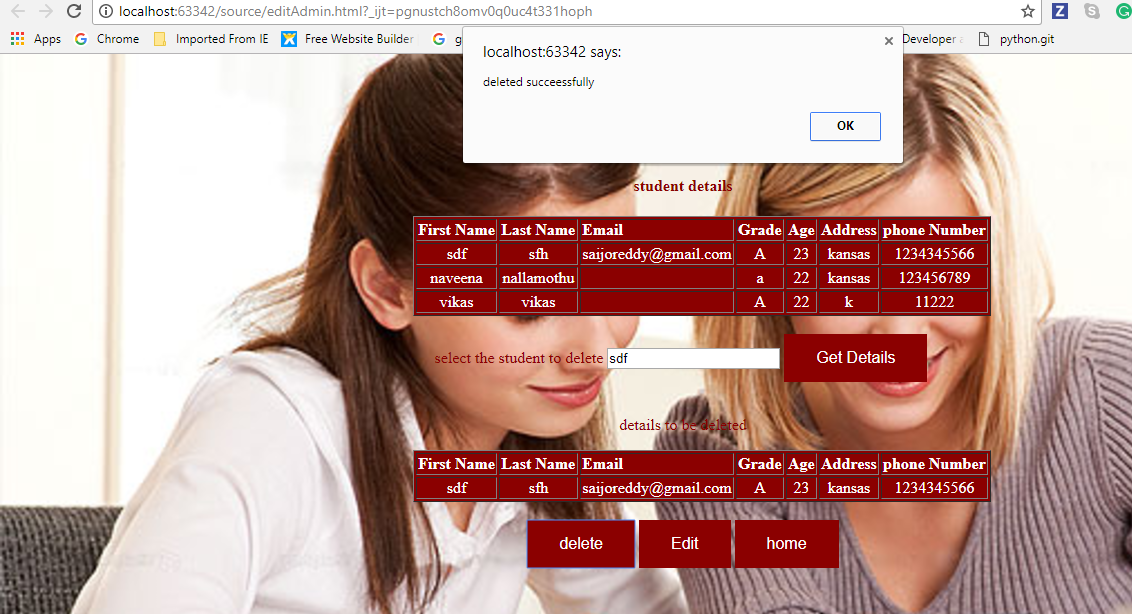 localhost:63342/source/editAdmin.html?_ijt=pgnustch8omv0q0uc4t331hoph
Apps Chrome Imported From IE Free Website Builder g Developer python.git
localhost:63342 says:
deleted succeessfully
OK
student details
First Name Last Name Email Grade Age Address phone Number
sdf sfh saijoreddy@gmail.com A 23 kansas 1234345566
naveena nallamothu a 22 kansas 123456789
vikas vikas A 22 k 11222
select the student to delete sdf Get Details
details to be deleted
First Name Last Name Email Grade Age Address phone Number
sdf sfh saijoreddy@gmail.com A 23 kansas 1234345566
delete Edit home